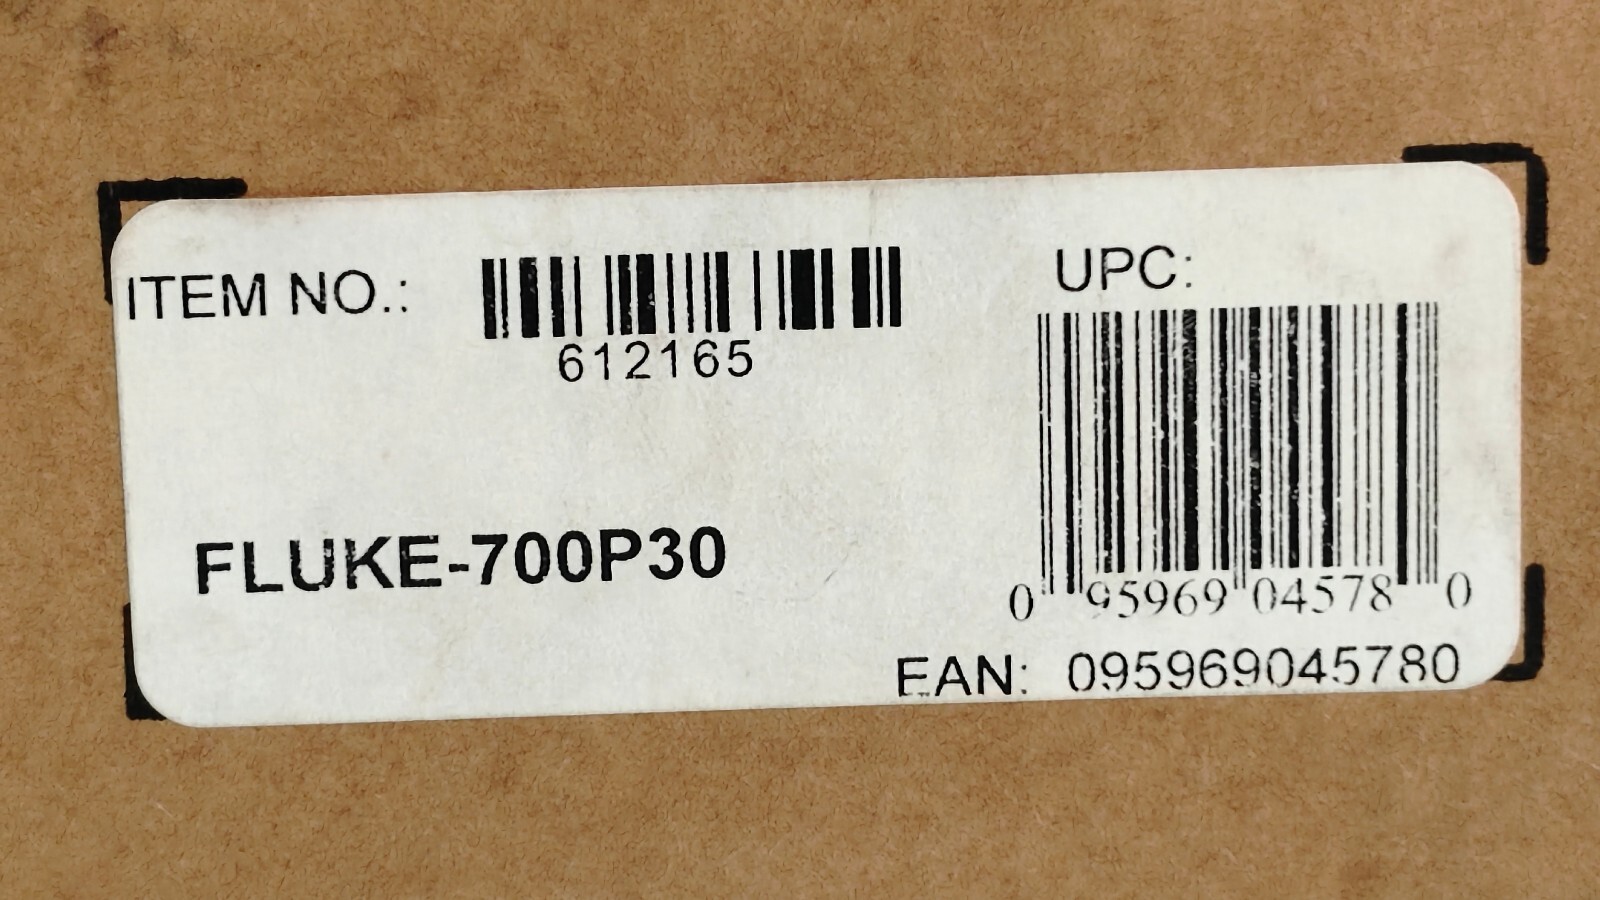 ITEM NO.:
612165
UPC:
0 95969 04578 0
FLUKE-700P30
EAN: 095969045780